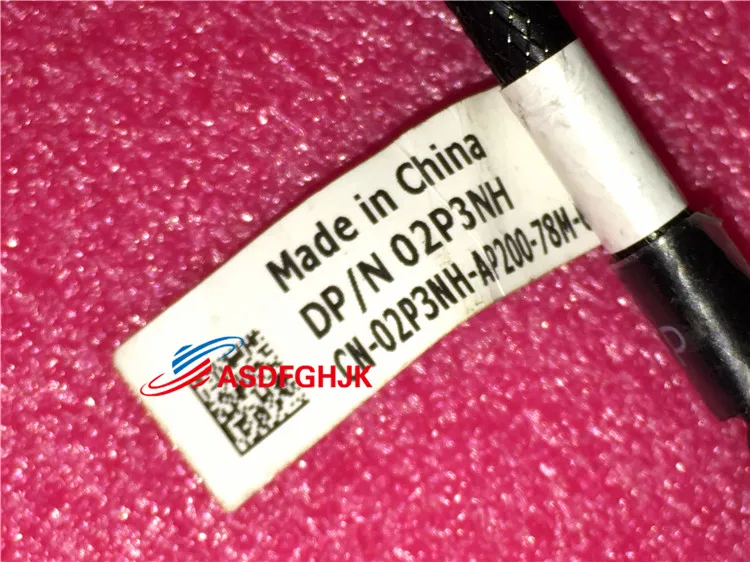 Made in China
DP/N 02P3NH
CN-02P3NH-AP200-78M-
ASDFGHJK